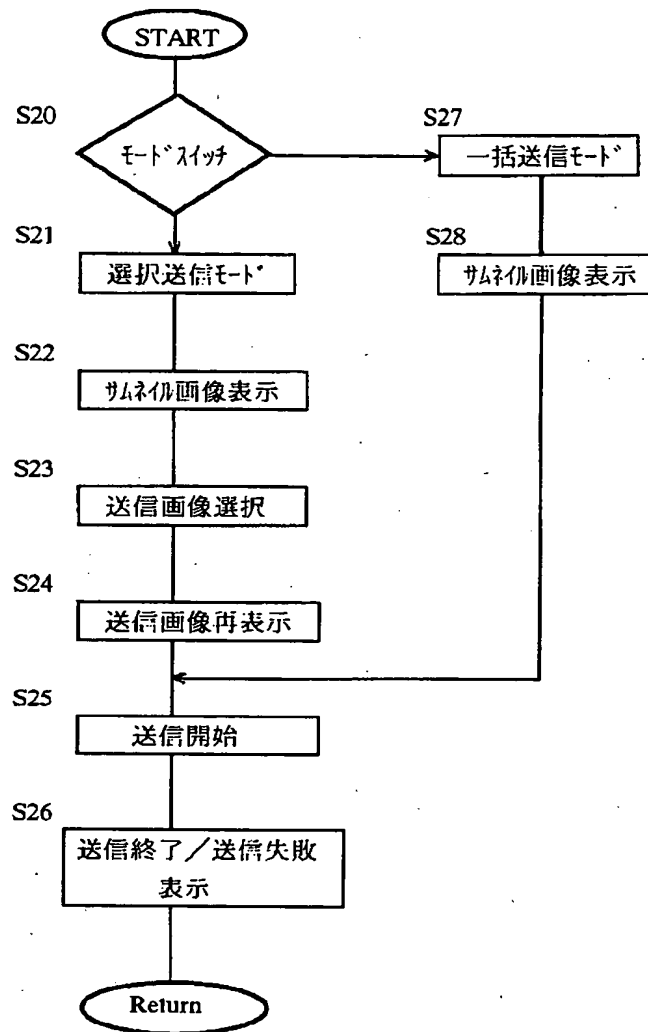 START
S20
モードスイッチ
S27
一括送信モード
S21
選択送信モード
S28
サムネイル画像表示
S22
サムネイル画像表示
S23
送信画像選択
S24
送信画像再表示
S25
送信開始
S26
送信終了／送信失敗
表示
Return